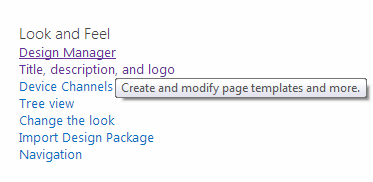 Look and Feel
Design Manager
Title, description, and logo
Device Channels
Create and modify page templates and more.
Tree view
Change the look
Import Design Package
Navigation